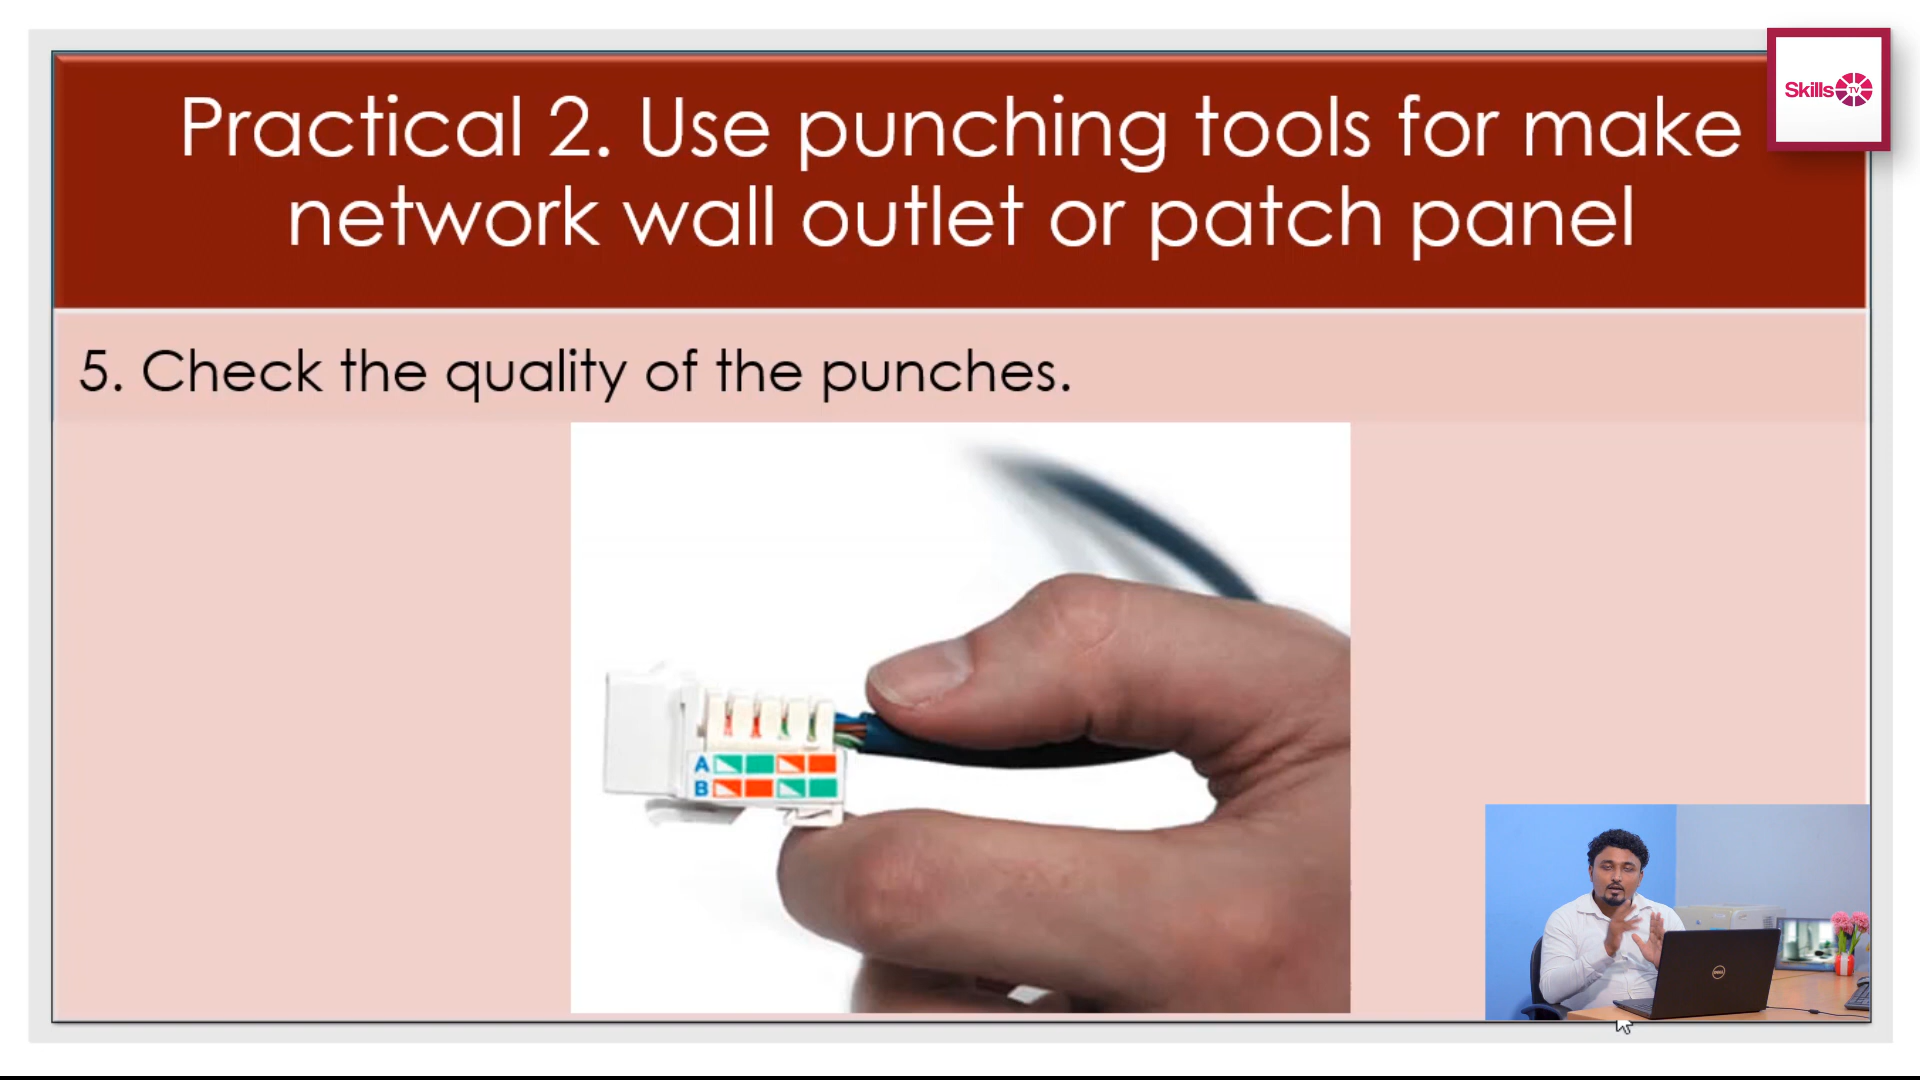 Practical 2. Use punching tools for make
network wall outlet or patch panel
Skills TV
5. Check the quality of the punches.
A
B
DELL